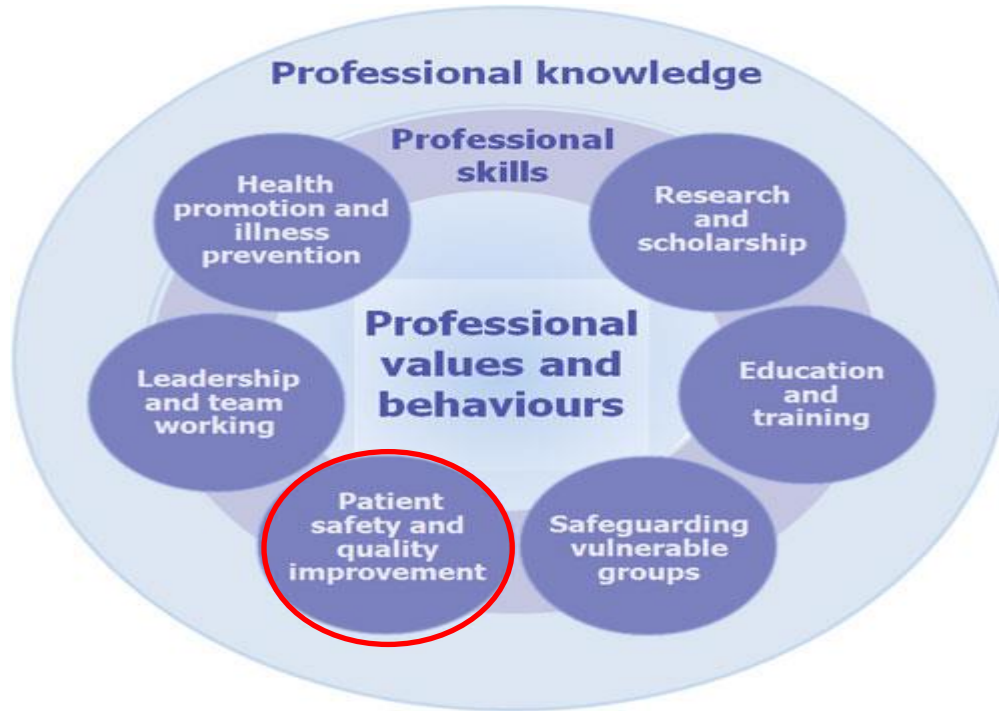 Professional knowledge
Professional
skills
Health
promotion and
illness
prevention
Research
and
scholarship
Professional
values and
behaviours
Leadership
and team
working
Education
and
training
Patient
safety and
quality
improvement
Safeguarding
vulnerable
groups